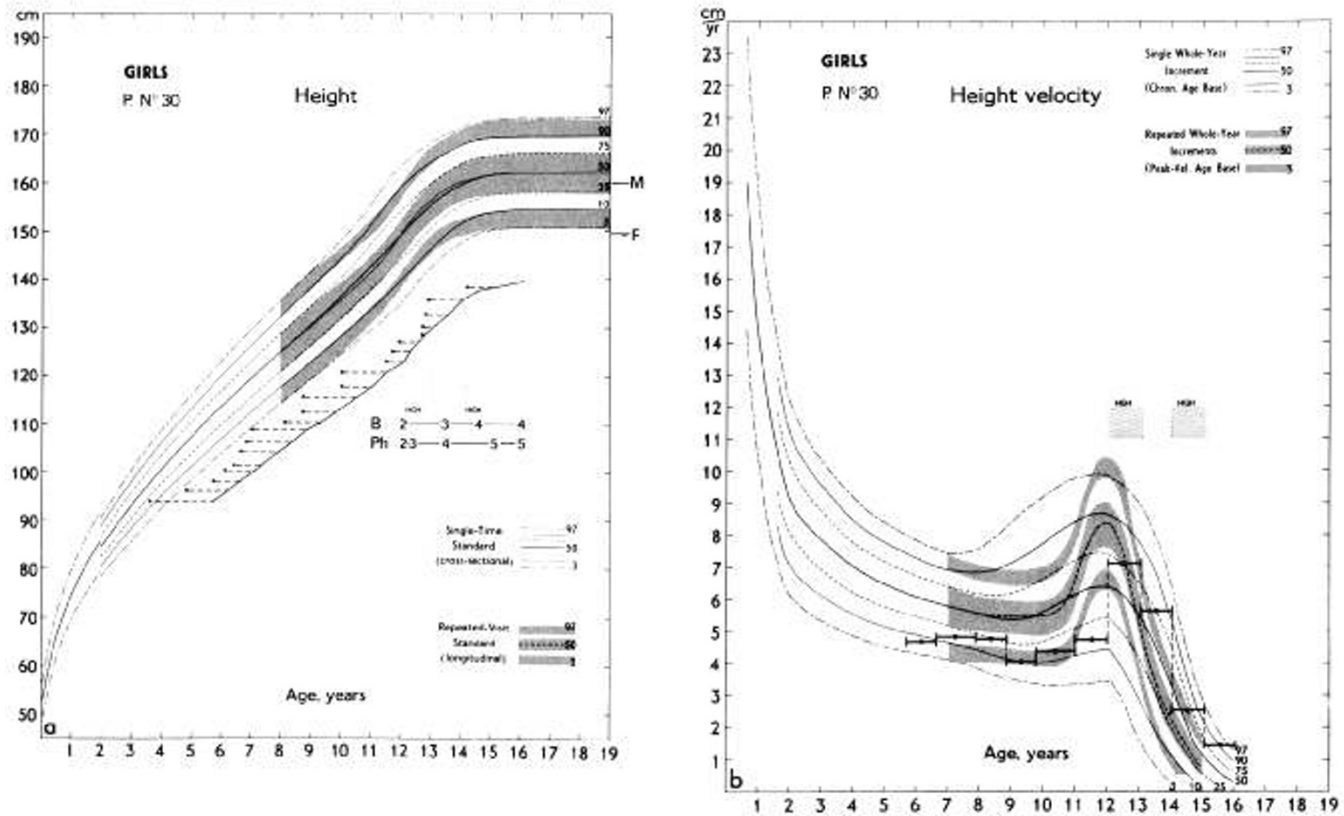 cm
190
180
170
160
150
140
130
120
110
100
90
80
70
60
50
GIRLS
P. N° 30
Height
97
90
75
50
25
M
F
HGH HGH
B 2 3 4 4
Ph 2·3 4 5 5
Single-Time 97
Standard 50
(cross-sectional) 3
Repeated-Visit 97
Standard 50
(longitudinal) 3
Age, years
a
1 2 3 4 5 6 7 8 9 10 11 12 13 14 15 16 17 18 19
cm
yr
23
22
21
20
19
18
17
16
15
14
13
12
11
10
9
8
7
6
5
4
3
2
1
GIRLS
P. N° 30
Height velocity
Single Whole-Year 97
Increment 50
(Chron. Age Base) 3
Repeated Whole-Year 97
Increments 50
(Peak-Vel. Age Base) 3
HGH HGH
Age, years
97
90
75
50
3 10 25
b
1 2 3 4 5 6 7 8 9 10 11 12 13 14 15 16 17 18 19